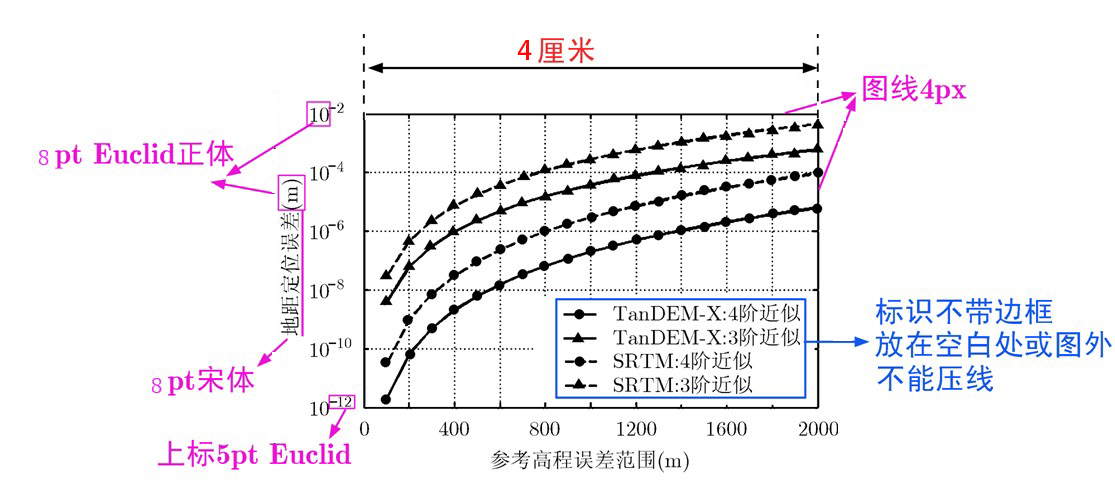 4厘米
图线4px
10-2
8 pt Euclid正体
10-4
(m)
地距定位误差
10-6
10-8
TanDEM-X:4阶近似
TanDEM-X:3阶近似
SRTM:4阶近似
SRTM:3阶近似
标识不带边框
放在空白处或图外
不能压线
10-10
8 pt宋体
10-12
0 400 800 1200 1600 2000
上标5pt Euclid
参考高程误差范围(m)